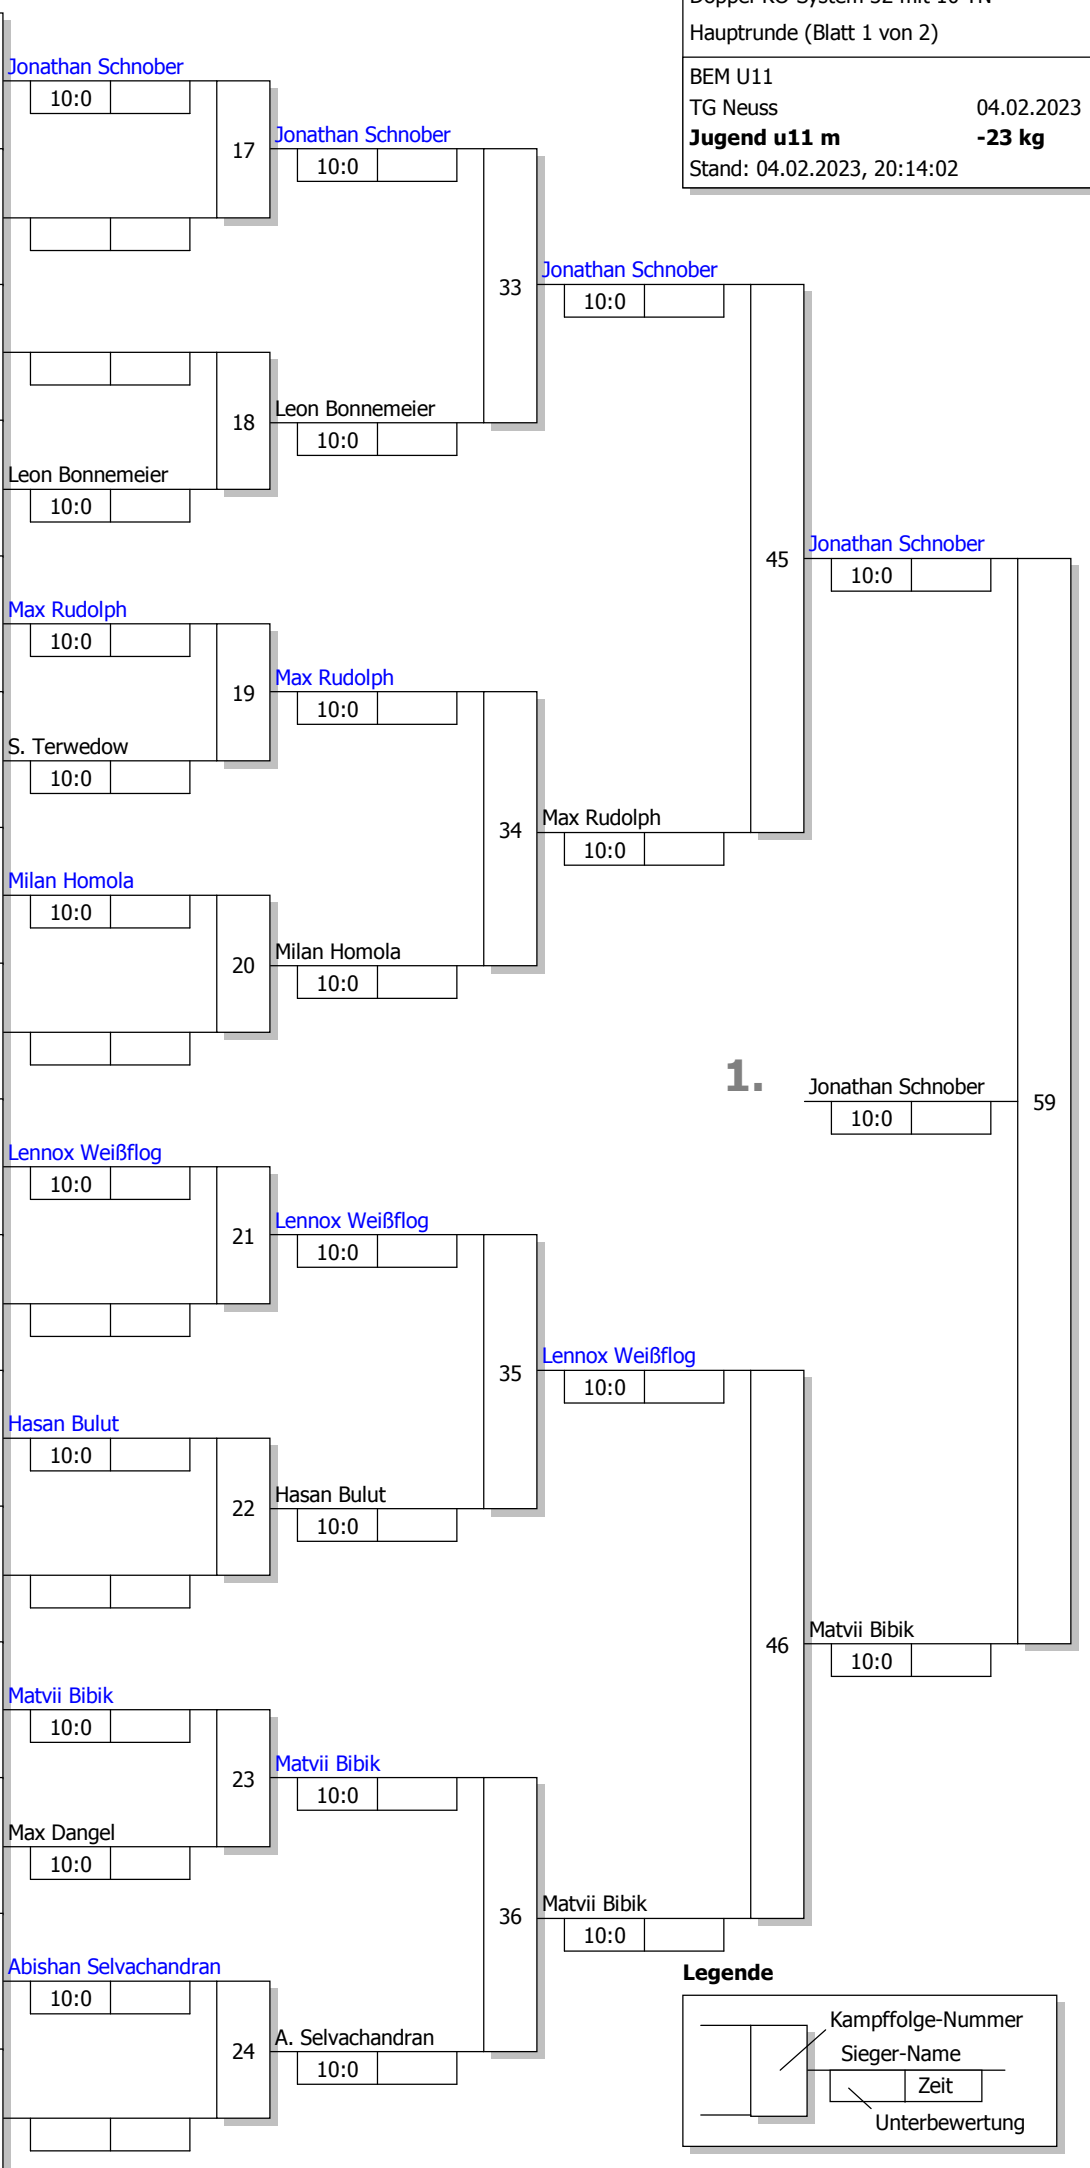 Hauptrunde (Blatt 1 von 2)
BEM U11
TG Neuss 04.02.2023
Jugend u11 m -23 kg
Stand: 04.02.2023, 20:14:02
Jonathan Schnober
10:0
17
Jonathan Schnober
10:0
33
Jonathan Schnober
10:0
18
Leon Bonnemeier
10:0
Leon Bonnemeier
10:0
45
Jonathan Schnober
10:0
Max Rudolph
10:0
19
Max Rudolph
10:0
S. Terwedow
10:0
34
Max Rudolph
10:0
Milan Homola
10:0
20
Milan Homola
10:0
1.
Jonathan Schnober
10:0
59
Lennox Weißflog
10:0
21
Lennox Weißflog
10:0
35
Lennox Weißflog
10:0
Hasan Bulut
10:0
22
Hasan Bulut
10:0
46
Matvii Bibik
10:0
Matvii Bibik
10:0
23
Matvii Bibik
10:0
Max Dangel
10:0
36
Matvii Bibik
10:0
Abishan Selvachandran
10:0
24
A. Selvachandran
10:0
Legende
Kampffolge-Nummer
Sieger-Name
Zeit
Unterbewertung